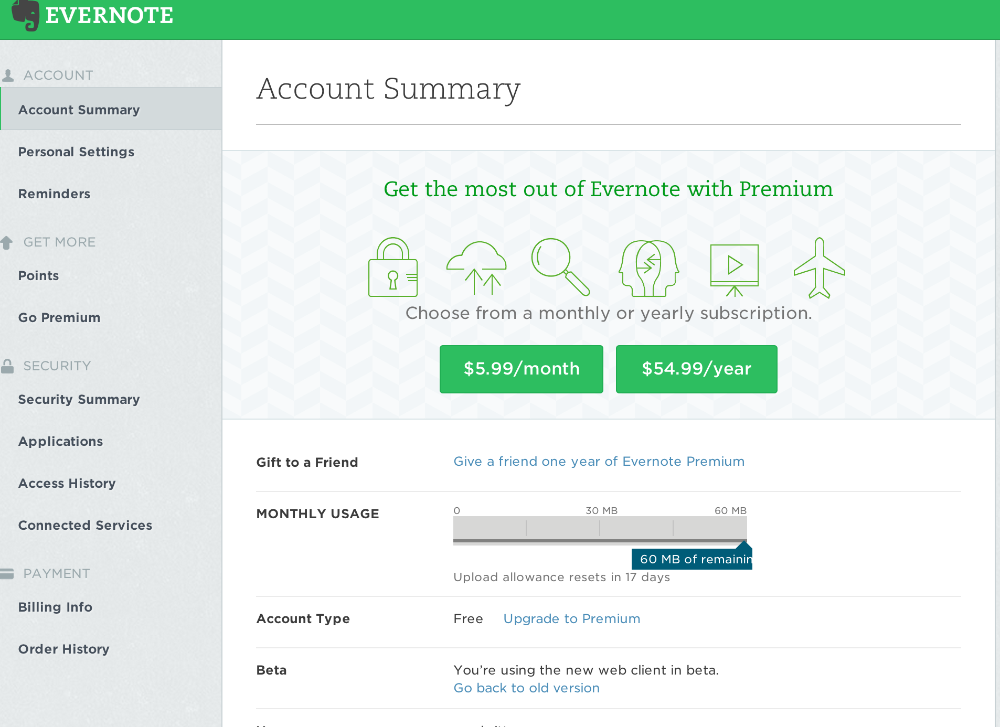 EVERNOTE
ACCOUNT
Account Summary
Personal Settings
Reminders
GET MORE
Points
Go Premium
SECURITY
Security Summary
Applications
Access History
Connected Services
PAYMENT
Billing Info
Order History
Account Summary
Get the most out of Evernote with Premium
Choose from a monthly or yearly subscription.
$5.99/month
$54.99/year
Gift to a Friend
Give a friend one year of Evernote Premium
MONTHLY USAGE
0 30 MB 60 MB
60 MB of remainin
Upload allowance resets in 17 days
Account Type
Free Upgrade to Premium
Beta
You’re using the new web client in beta.
Go back to old version